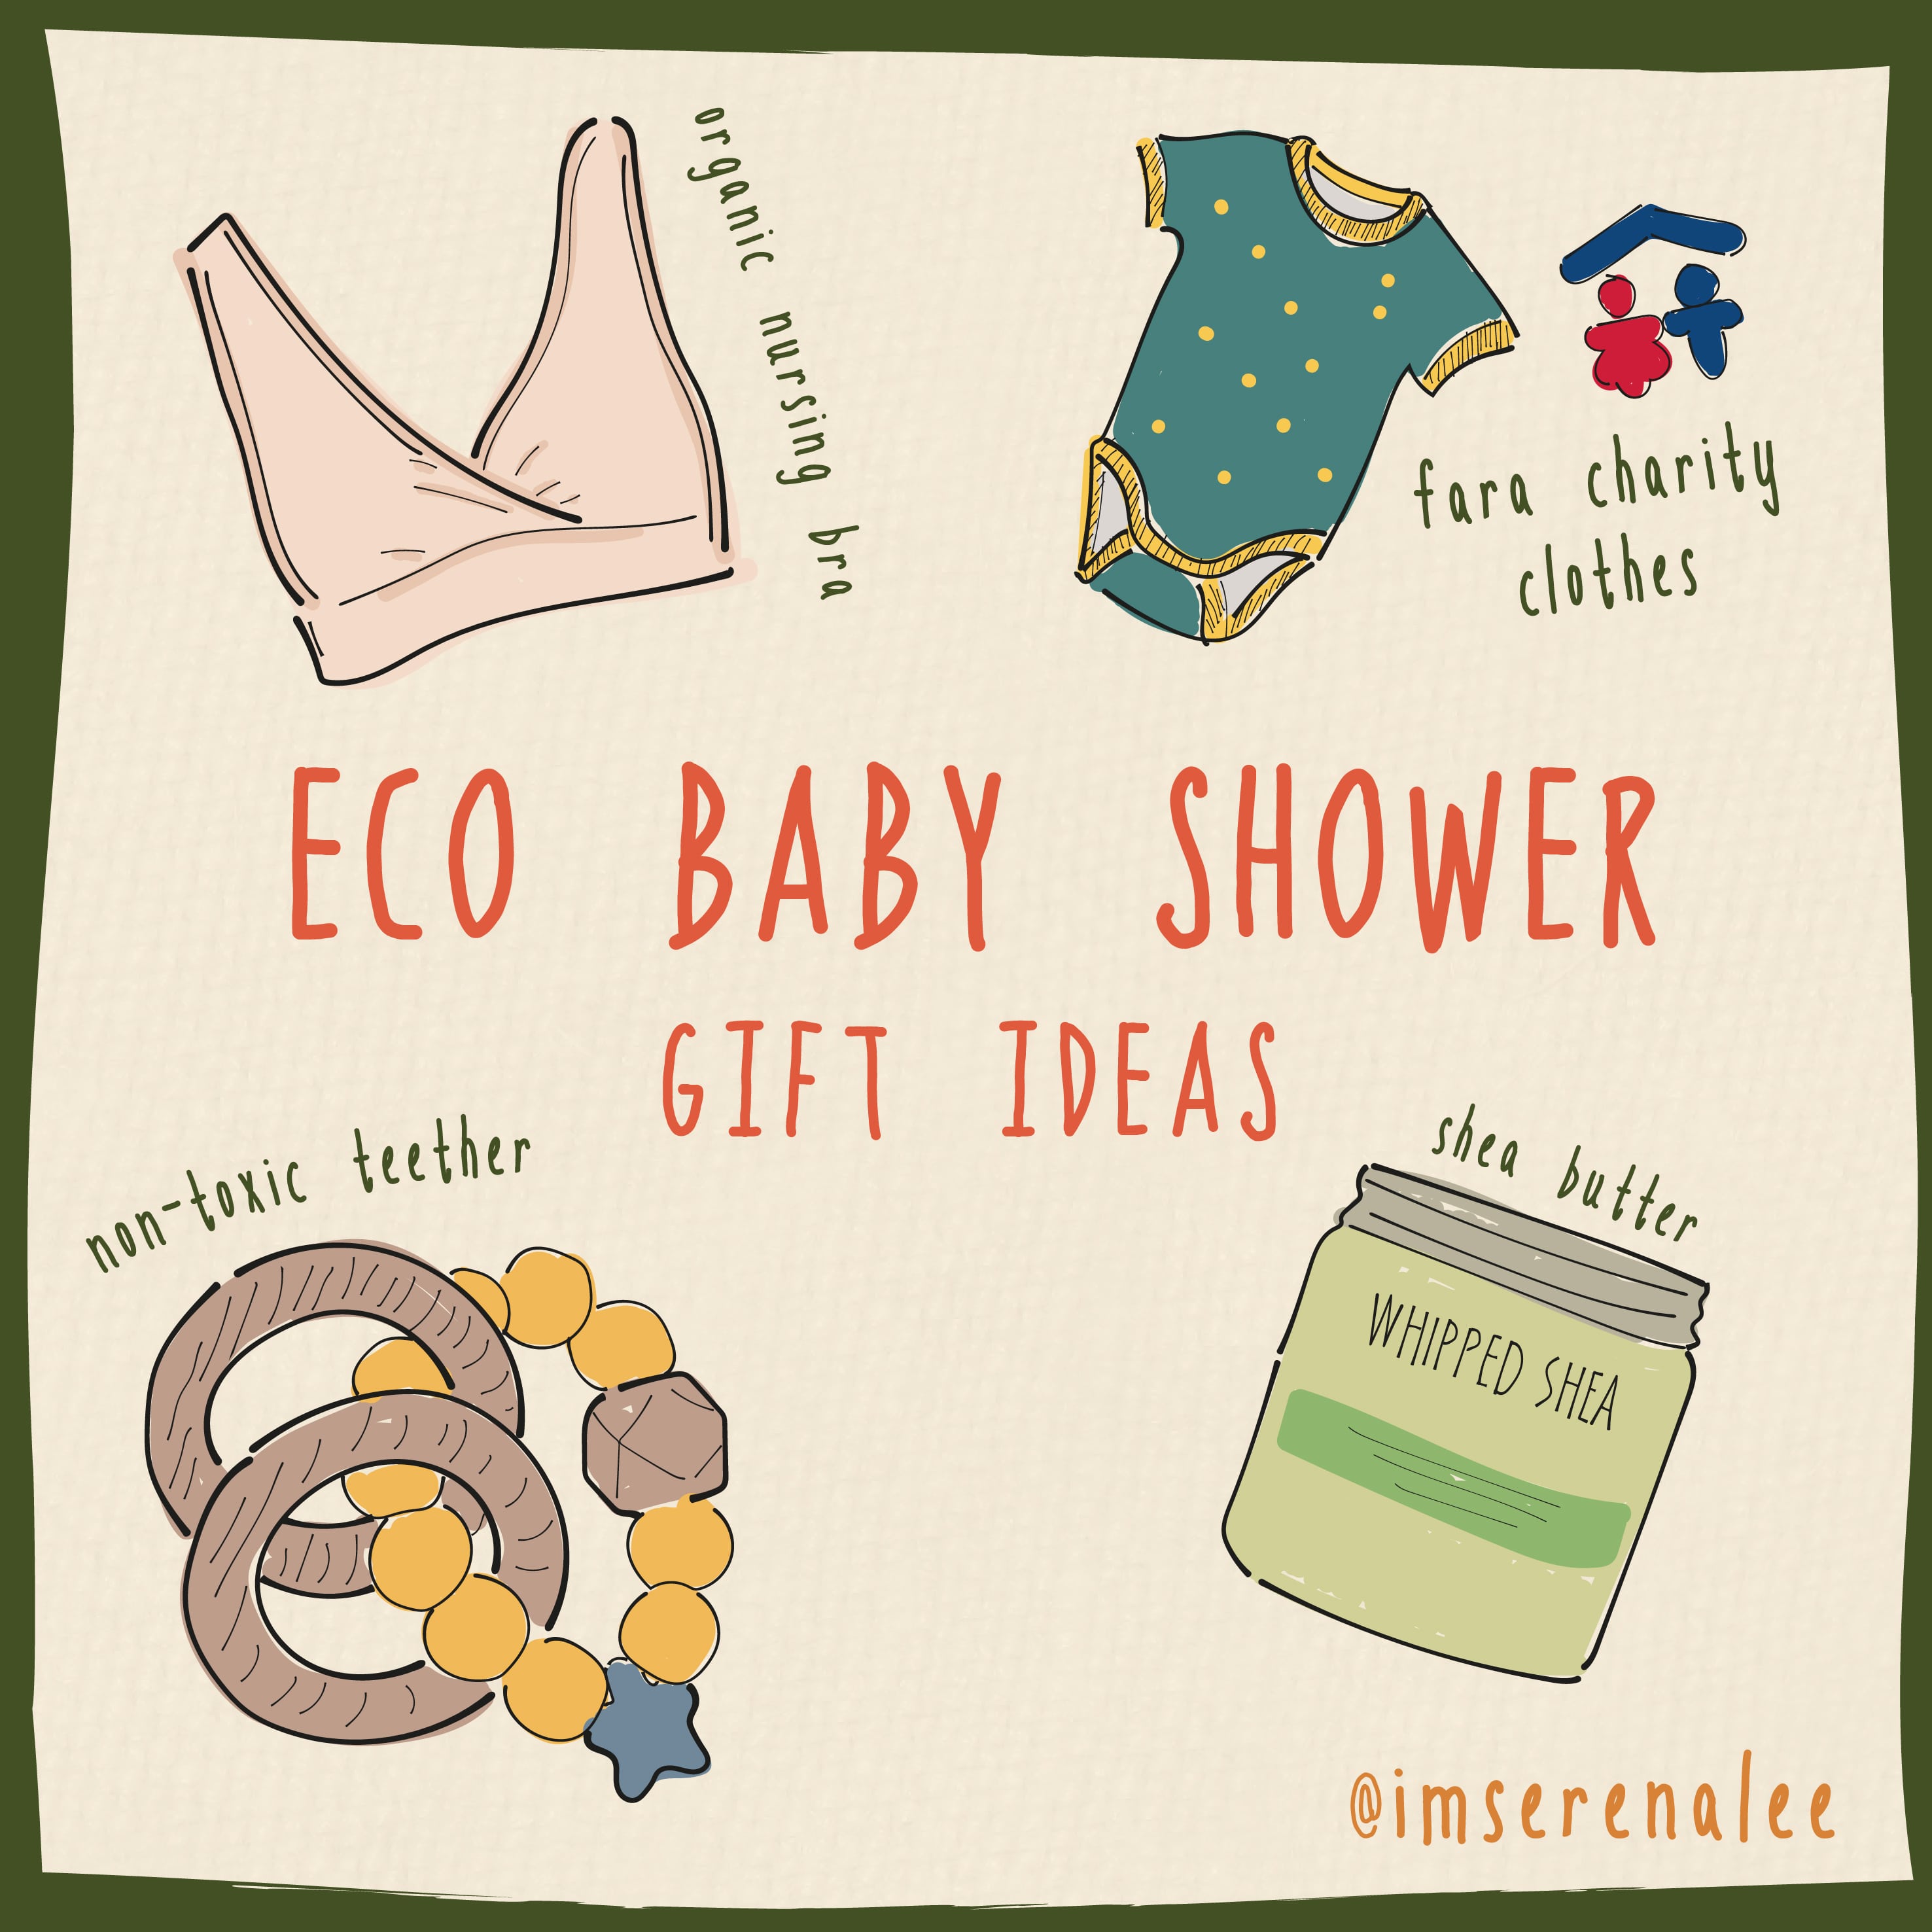 organic nursing bra
fara charity
clothes
ECO BABY SHOWER
GIFT IDEAS
non-toxic teether
shea butter
WHIPPED SHEA
@imserenalee